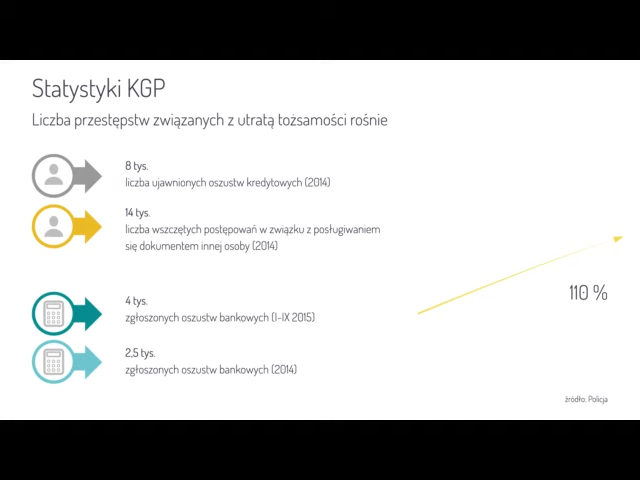 Statystyki KGP
Liczba przestępstw związanych z utratą tożsamości rośnie
8 tys.
liczba ujawnionych oszustw kredytowych (2014)
14 tys.
liczba wszczętych postępowań w związku z posługiwaniem
się dokumentem innej osoby (2014)
4 tys.
zgłoszonych oszustw bankowych (I-IX 2015)
110 %
2,5 tys.
zgłoszonych oszustw bankowych (2014)
źródło: Policja